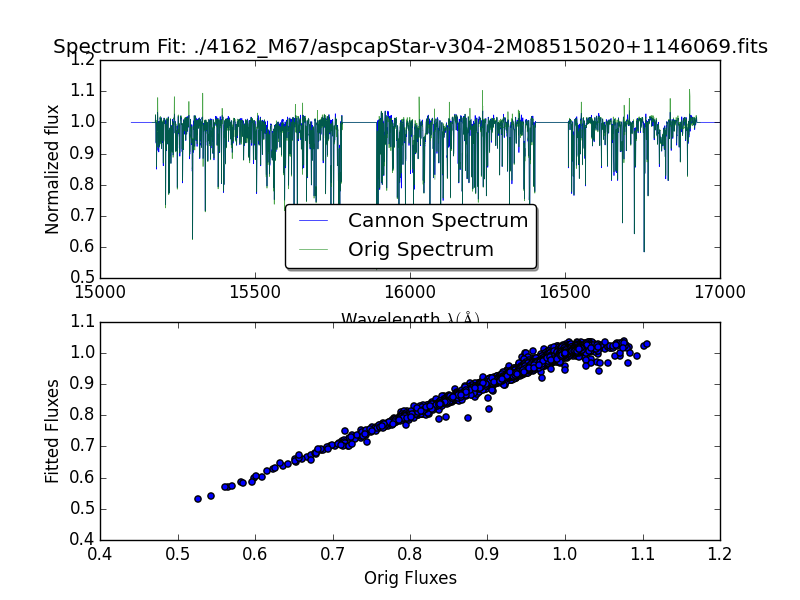 Spectrum Fit: ./4162_M67/aspcapStar-v304-2M08515020+1146069.fits
1.2
1.1
1.0
0.9
0.8
0.7
0.6
0.5
Normalized flux
Cannon Spectrum
Orig Spectrum
15000 15500 16000 16500 17000
Wavelength λ(Å)
1.1
1.0
0.9
0.8
0.7
0.6
0.5
0.4
Fitted Fluxes
0.4 0.5 0.6 0.7 0.8 0.9 1.0 1.1 1.2
Orig Fluxes